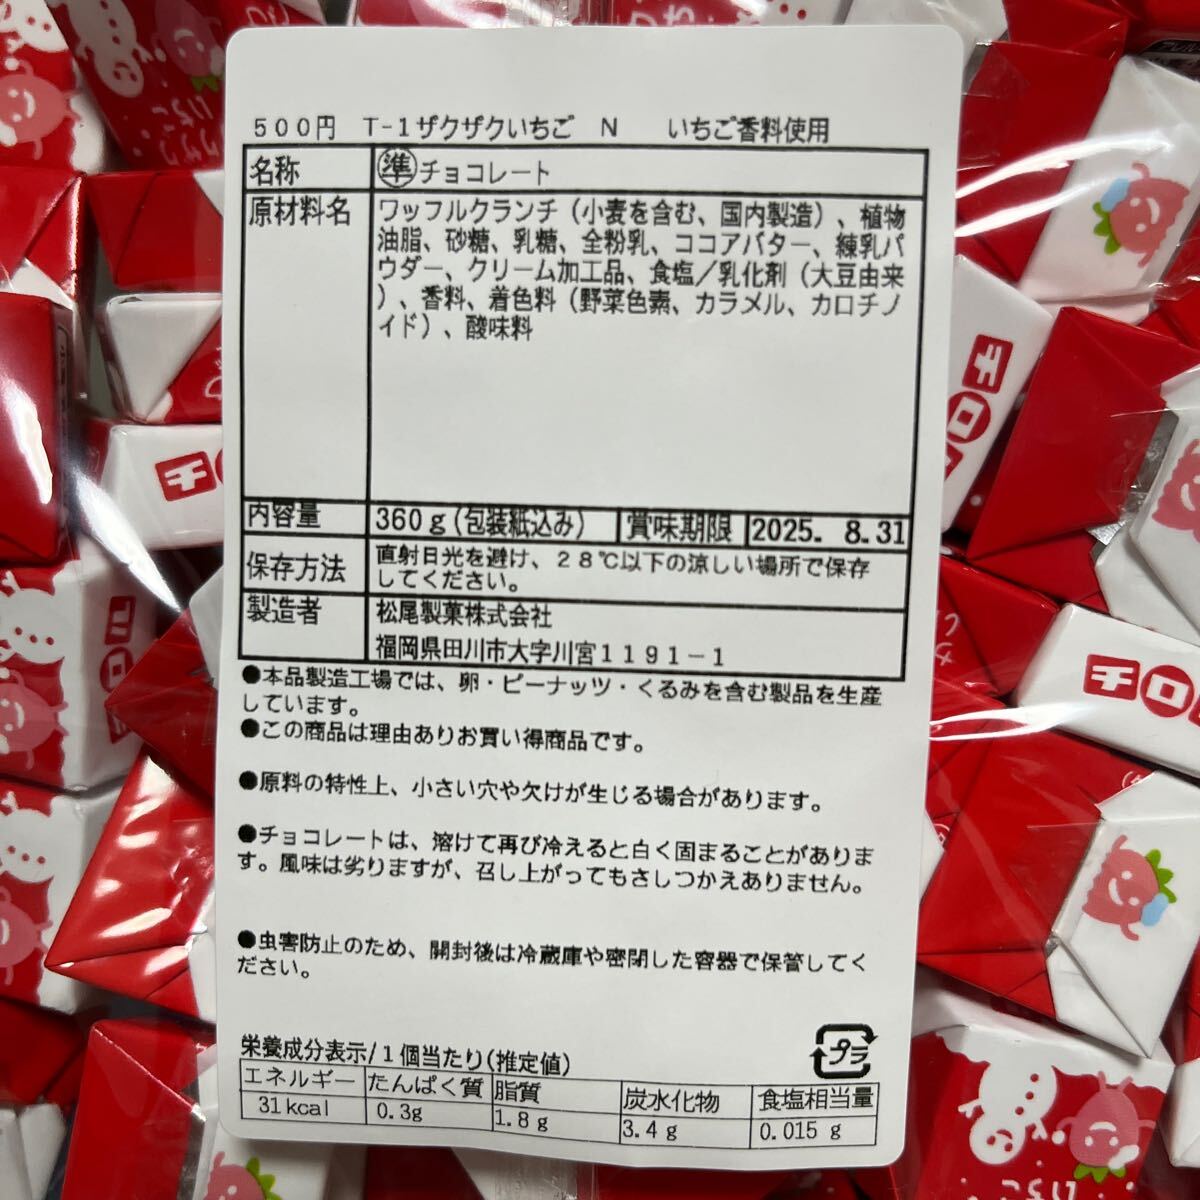 500円 T-1ザクザクいちご N いちご香料使用
名称 ㊟準チョコレート
原材料名 ワッフルクランチ（小麦を含む、国内製造）、植物
油脂、砂糖、乳糖、全粉乳、ココアバター、練乳パ
ウダー、クリーム加工品、食塩／乳化剤（大豆由来
）、香料、着色料（野菜色素、カラメル、カロチノ
イド）、酸味料
内容量 360g(包装紙込み) 賞味期限 2025. 8.31
保存方法 直射日光を避け、28℃以下の涼しい場所で保存
してください。
製造者 松尾製菓株式会社
福岡県田川市大字川宮1191-1
●本品製造工場では、卵・ピーナッツ・くるみを含む製品を生産
しています。
●この商品は理由ありお買い得商品です。
●原料の特性上、小さい穴や欠けが生じる場合があります。
●チョコレートは、溶けて再び冷えると白く固まることがありま
す。風味は劣りますが、召し上がってもさしつかえありません。
●虫害防止のため、開封後は冷蔵庫や密閉した容器で保管してく
ださい。
プラ
栄養成分表示/1個当たり(推定値)
エネルギー たんぱく質 脂質 炭水化物 食塩相当量
31kcal 0.3g 1.8g 3.4g 0.015g
チロ
チロ
チロ